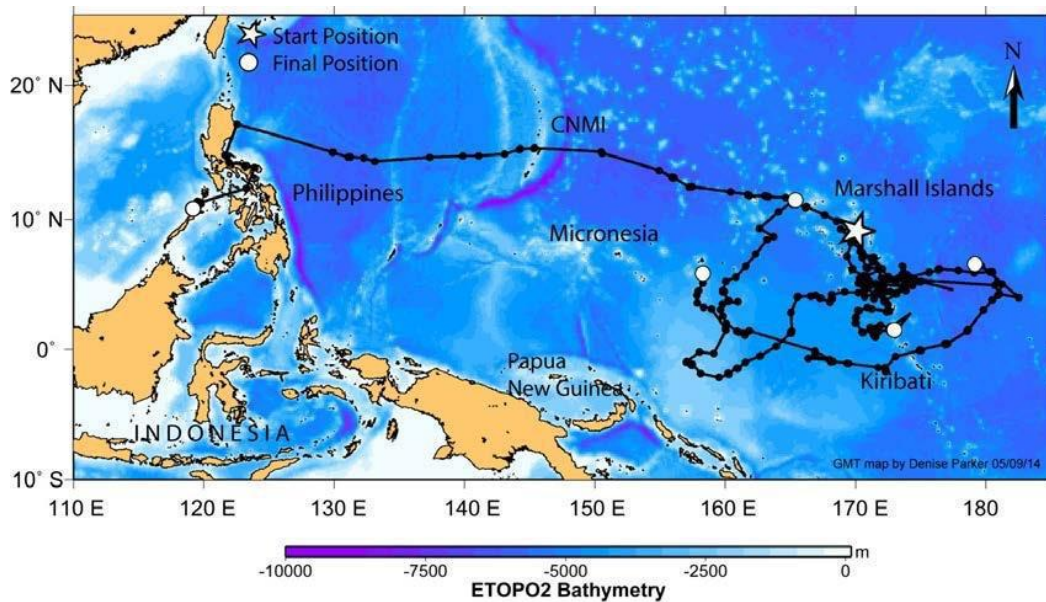 Start Position
Final Position
N
20° N
10° N
0°
10° S
CNMI
Philippines
Marshall Islands
Micronesia
Papua
New Guinea
Kiribati
INDONESIA
GMT map by Denise Parker 05/09/14
110 E 120 130 140 150 160 170 180
m
-10000 -7500 -5000 -2500 0
ETOPO2 Bathymetry